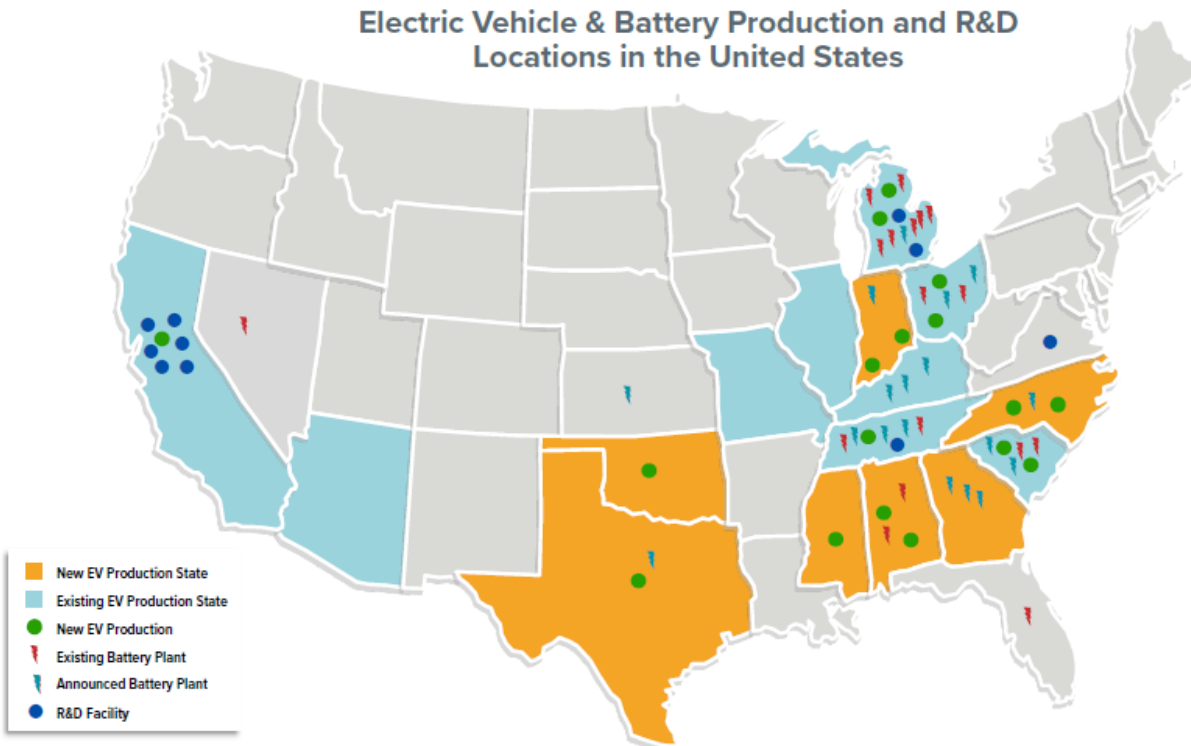 Electric Vehicle & Battery Production and R&D
Locations in the United States
New EV Production State
Existing EV Production State
New EV Production
Existing Battery Plant
Announced Battery Plant
R&D Facility